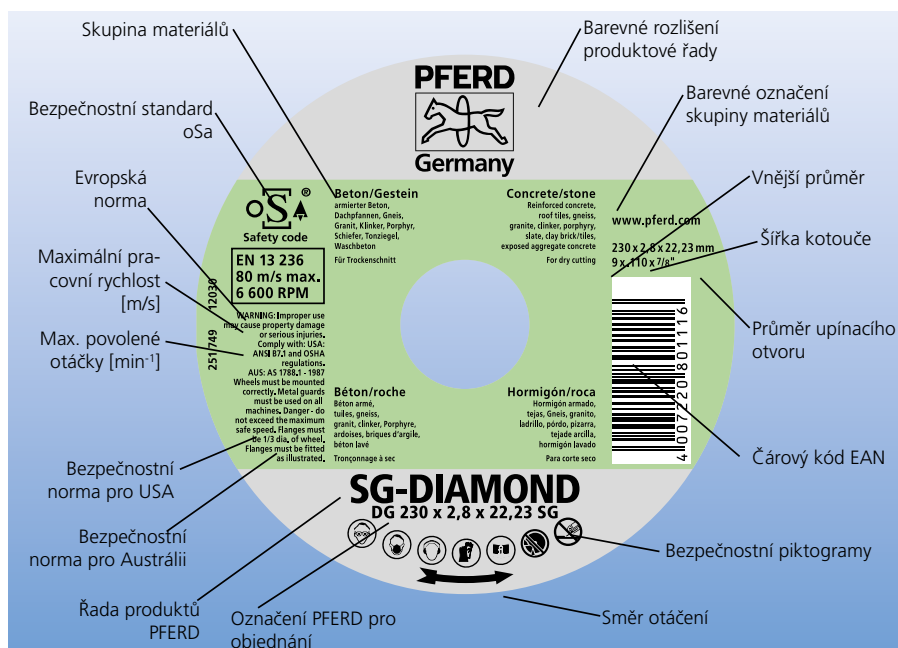 Skupina materiálů
Bezpečnostní standard
oSa
Evropská
norma
Maximální pra-
covní rychlost
[m/s]
Max. povolené
otáčky [min-1]
Bezpečnostní
norma pro USA
Bezpečnostní
norma pro Austrálii
Řada produktů
PFERD
Označení PFERD pro
objednání
Barevné rozlišení
produktové řady
Barevné označení
skupiny materiálů
Vnější průměr
Šířka kotouče
Průměr upínacího
otvoru
Čárový kód EAN
Bezpečnostní piktogramy
Směr otáčení
PFERD
Germany
oSa ®
Safety code
EN 13 236
80 m/s max.
6 600 RPM
12030
251749
WARNING: Improper use
may cause property damage
or serious injuries.
Comply with: USA:
ANSI B7.1 and OSHA
regulations.
AUS: AS 1788.1 - 1987
Wheels must be mounted
correctly. Metal guards
must be used on all
machines. Danger - do
not exceed the maximum
safe speed. Flanges must
be 1/3 dia. of wheel.
Flanges must be fitted
as illustrated.
Beton/Gestein
armierter Beton,
Dachpfannen, Gneis,
Granit, Klinker, Porphyr,
Schiefer, Tonziegel,
Waschbeton
Für Trockenschnitt
Concrete/stone
Reinforced concrete,
roof tiles, gneiss,
granite, clinker, porphyry,
slate, clay brick/tiles,
exposed aggregate concrete
For dry cutting
Béton/roche
Béton armé,
tuiles, gneiss,
granit, clinker, Porphyre,
ardoises, briques d'argile,
béton lavé
Tronçonnage à sec
Hormigón/roca
Hormigón armado,
tejas, Gneis, granito,
ladrillo, pórdo, pizarra,
tejade arcilla,
hormigón lavado
Para corte seco
www.pferd.com
230 x 2,8 x 22,23 mm
9 x .110 x 7/8"
4 007220 801116
SG-DIAMOND
DG 230 x 2,8 x 22,23 SG